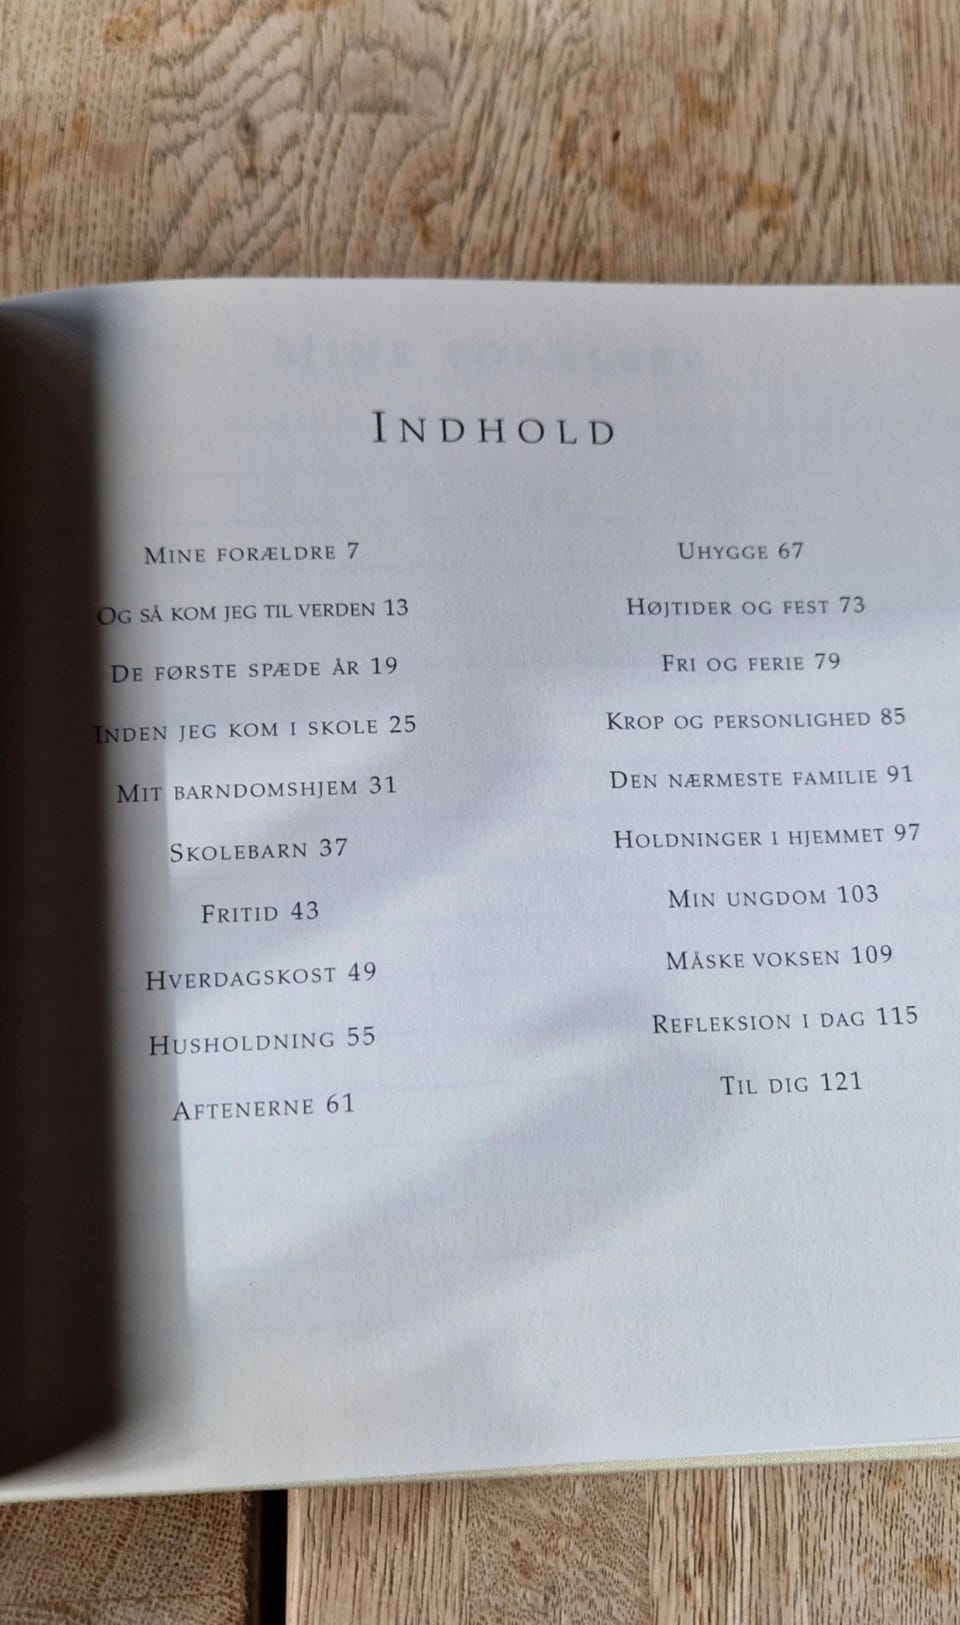 INDHOLD
MINE FORÆLDRE 7
OG SÅ KOM JEG TIL VERDEN 13
DE FØRSTE SPÆDE ÅR 19
INDEN JEG KOM I SKOLE 25
MIT BARNDOMSHJEM 31
SKOLEBARN 37
FRITID 43
HVERDAGSKOST 49
HUSHOLDNING 55
AFTENERNE 61
UHYGGE 67
HØJTIDER OG FEST 73
FRI OG FERIE 79
KROP OG PERSONLIGHED 85
DEN NÆRMESTE FAMILIE 91
HOLDNINGER I HJEMMET 97
MIN UNGDOM 103
MÅSKE VOKSEN 109
REFLEKSION I DAG 115
TIL DIG 121